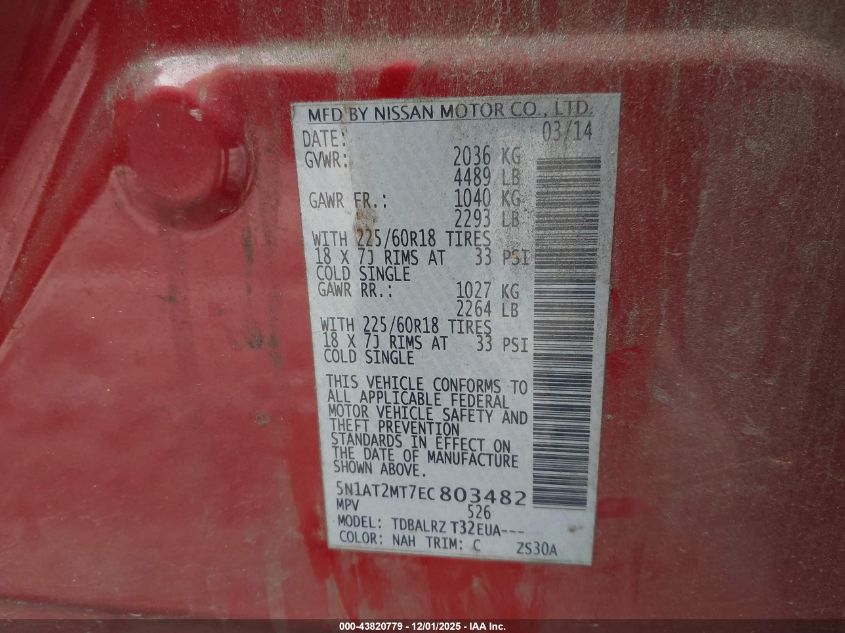 MFD BY NISSAN MOTOR CO., LTD.
DATE: 03/14
GVWR: 2036 KG
4489 LB
GAWR FR.: 1040 KG
2293 LB
WITH 225/60R18 TIRES
18 X 7J RIMS AT 33 PSI
COLD SINGLE
GAWR RR.: 1027 KG
2264 LB
WITH 225/60R18 TIRES
18 X 7J RIMS AT 33 PSI
COLD SINGLE
THIS VEHICLE CONFORMS TO
ALL APPLICABLE FEDERAL
MOTOR VEHICLE SAFETY AND
THEFT PREVENTION
STANDARDS IN EFFECT ON
THE DATE OF MANUFACTURE
SHOWN ABOVE.
5N1AT2MT7EC803482
MPV 526
MODEL: TDBALRZ T32EUA---
COLOR: NAH TRIM: C ZS30A
000-43820779 • 12/01/2025 • IAA Inc.